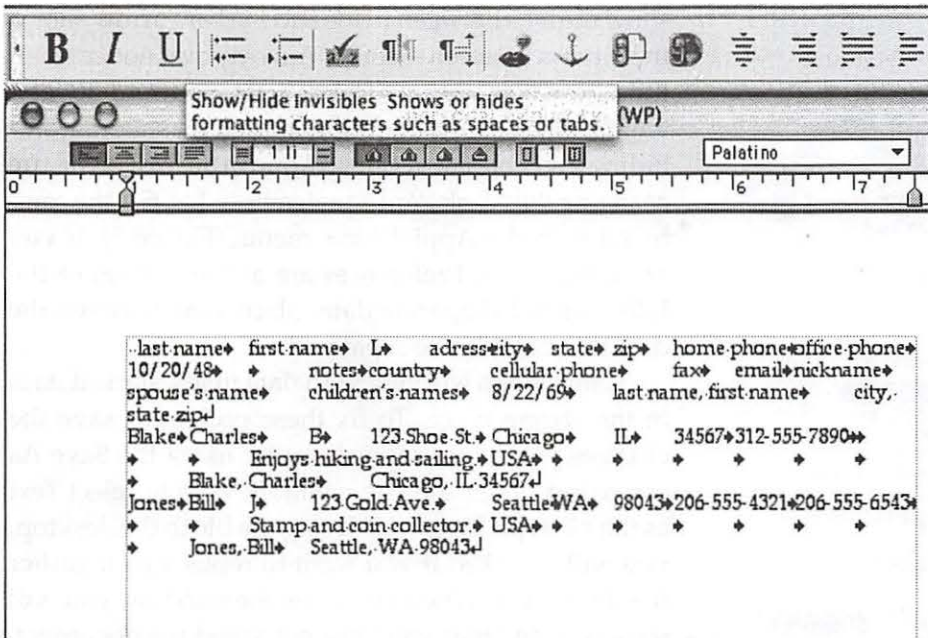 B I U
Show/Hide Invisibles Shows or hides
formatting characters such as spaces or tabs.
(WP)
1 li
1
Palatino
0 2 3 4 5 6 7
last name first name L adress city state zip home phone office phone
10/20/48 notes country cellular phone fax email nickname
spouse's name children's names 8/22/69 last name, first name city,
state zip
Blake Charles B 123 Shoe St. Chicago IL 34567 312-555-7890
Enjoys hiking and sailing. USA
Blake, Charles Chicago, IL 34567
Jones Bill J 123 Gold Ave. Seattle WA 98043 206-555-4321 206-555-6543
Stamp and coin collector USA
Jones, Bill Seattle, WA 98043